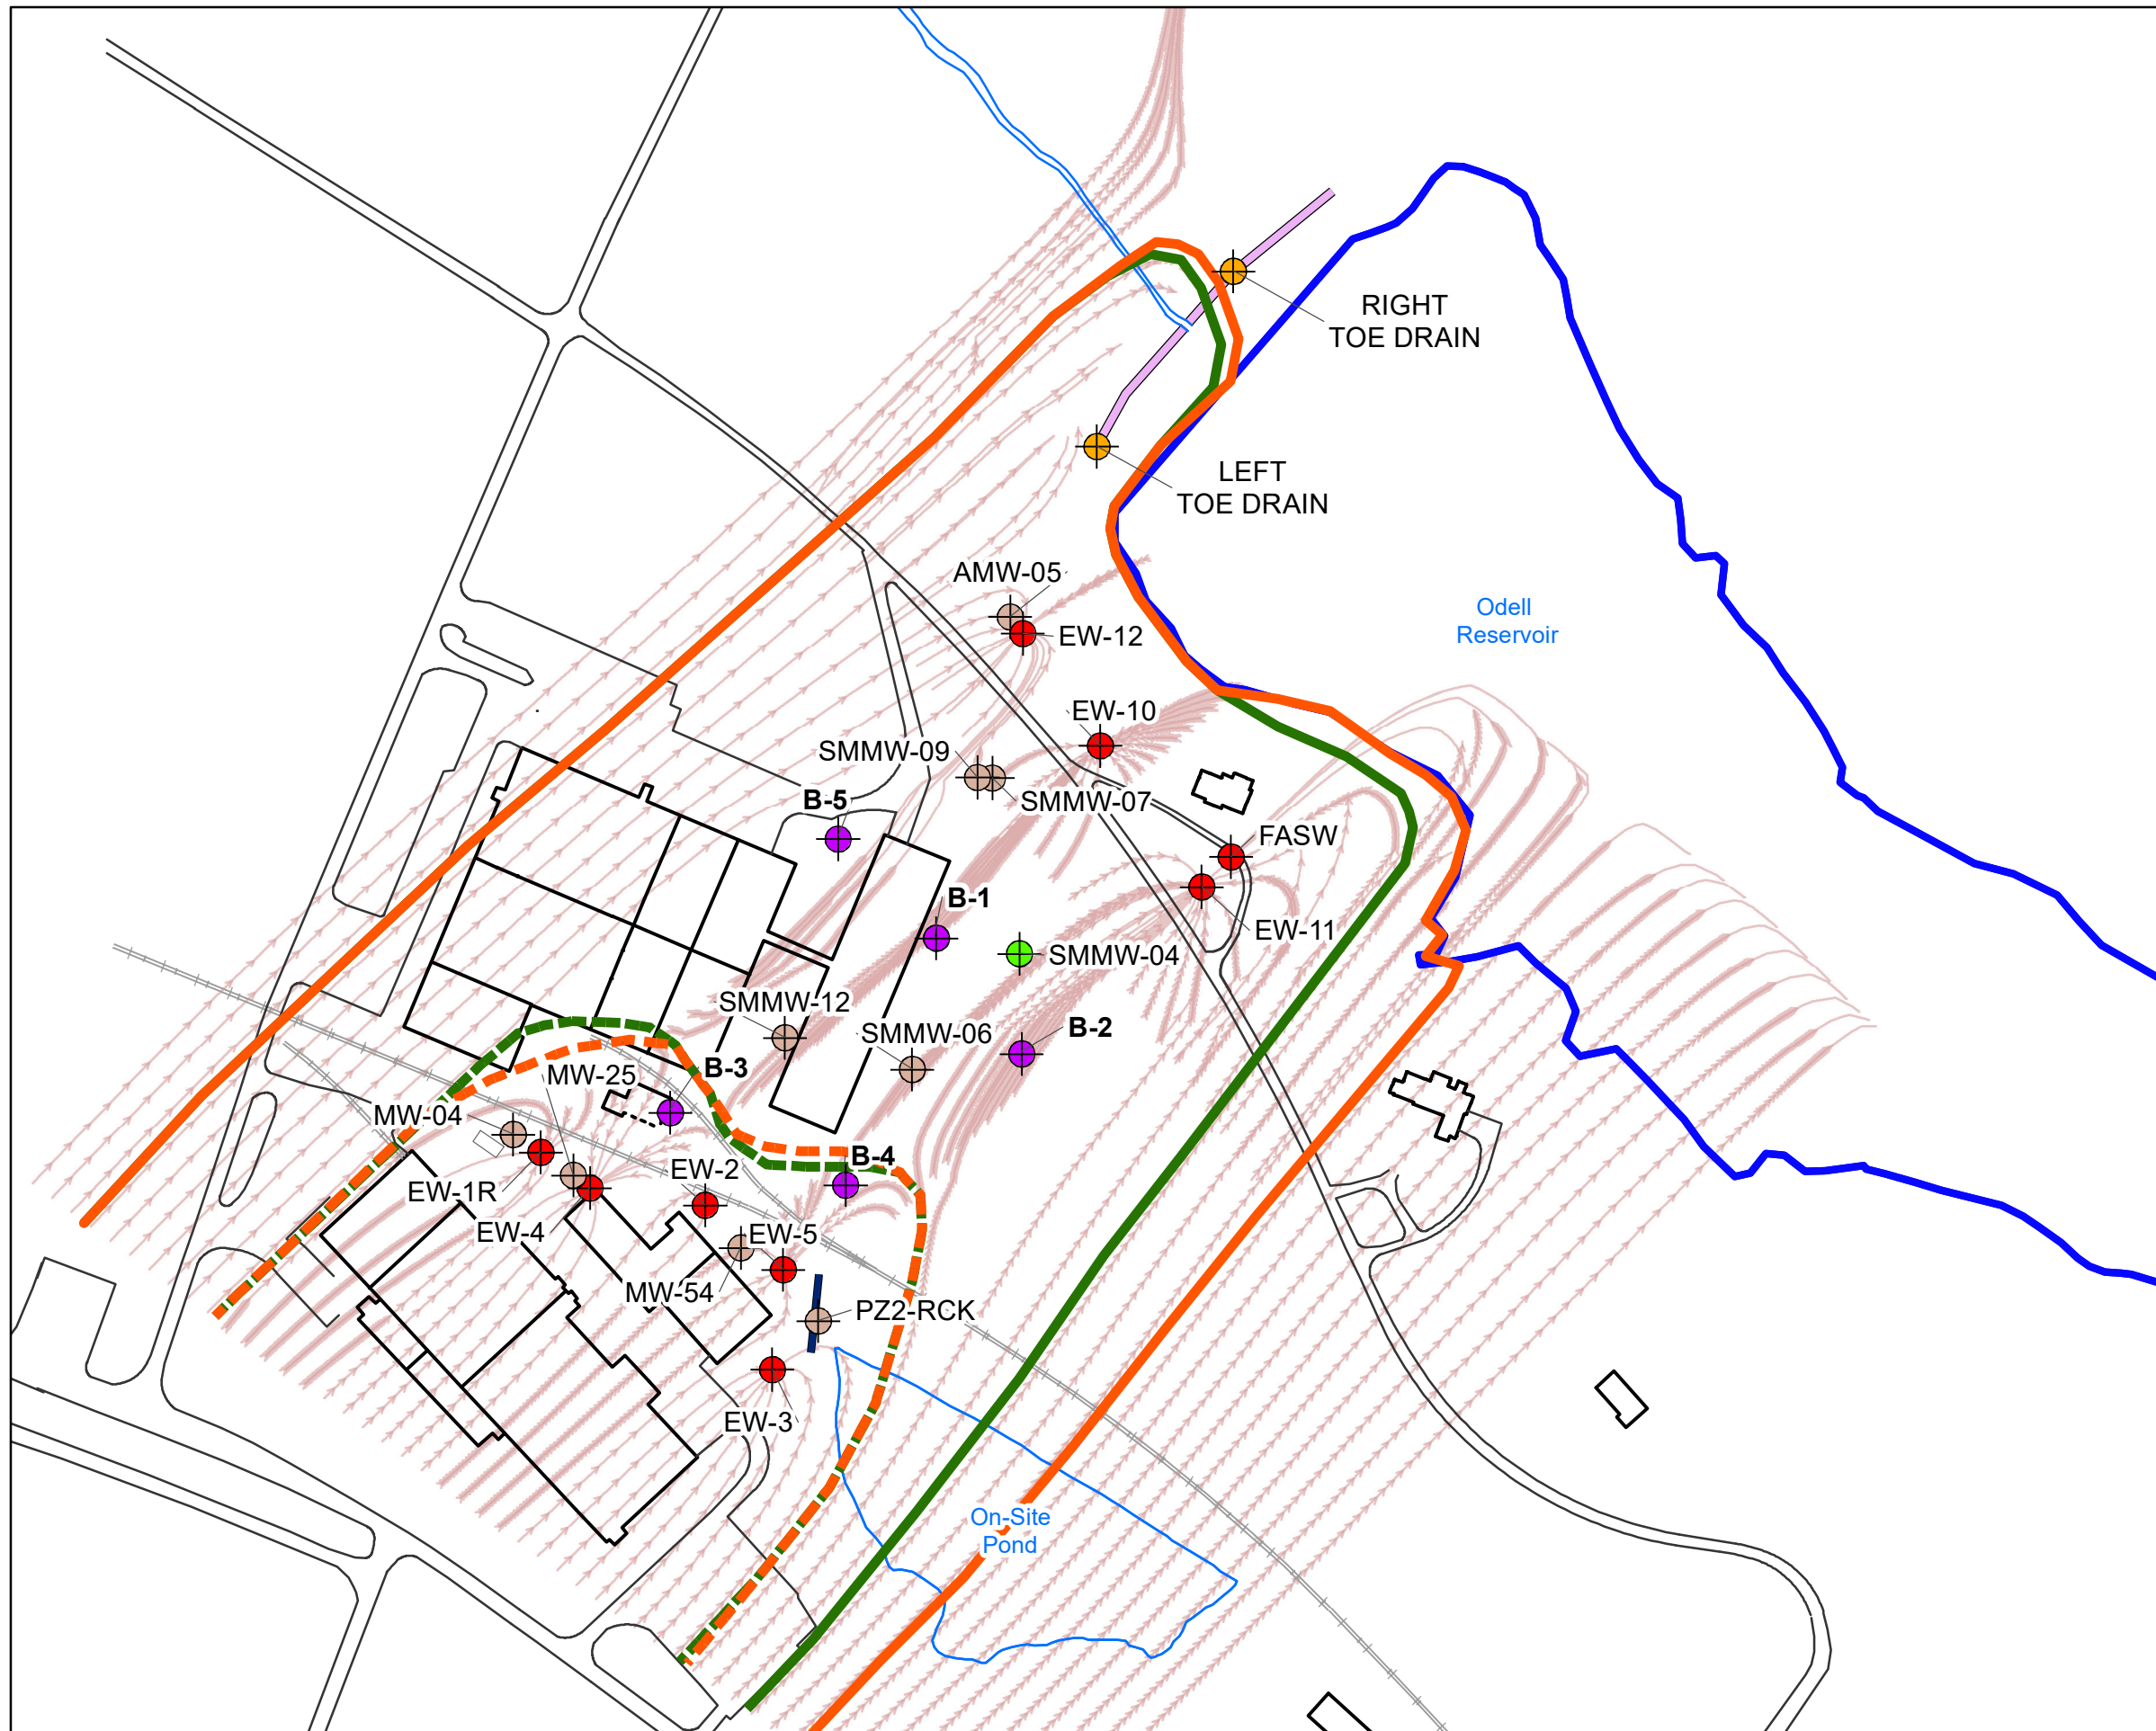 RIGHT
TOE DRAIN
LEFT
TOE DRAIN
AMW-05
Odell
Reservoir
EW-12
EW-10
SMMW-09
B-5
SMMW-07
FASW
B-1
EW-11
SMMW-04
SMMW-12
SMMW-06
B-2
B-3
MW-25
MW-04
B-4
EW-2
EW-1R
EW-4
EW-5
MW-54
PZ2-RCK
EW-3
On-Site
Pond